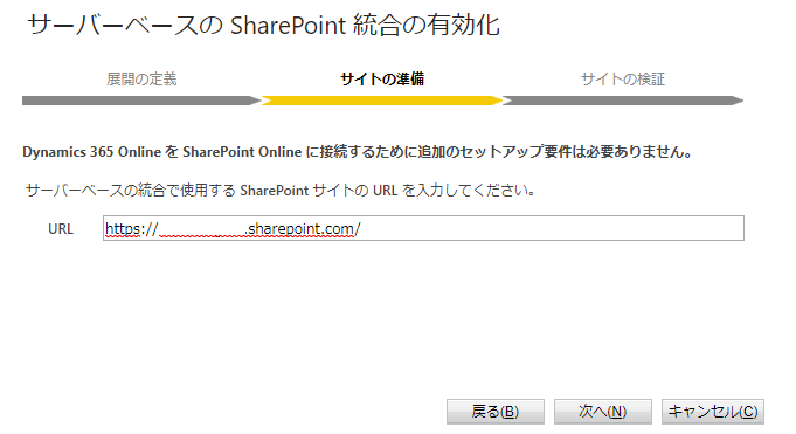 サーバーベースの SharePoint 統合の有効化
展開の定義 サイトの準備 サイトの検証
Dynamics 365 Online を SharePoint Online に接続するために追加のセットアップ要件は必要ありません。
サーバーベースの統合で使用する SharePoint サイトの URL を入力してください。
URL https:// .sharepoint.com/
戻る(B) 次へ(N) キャンセル(C)